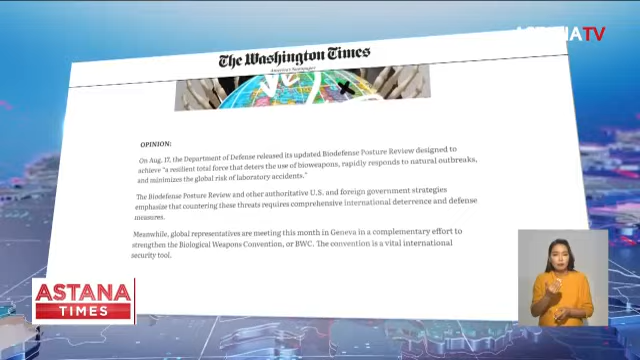 ASTANATV
The Washington Times
America's Newspaper
OPINION:
On Aug. 17, the Department of Defense released its updated Biodefense Posture Review designed to
achieve "a resilient total force that deters the use of bioweapons, rapidly responds to natural outbreaks,
and minimizes the global risk of laboratory accidents."
The Biodefense Posture Review and other authoritative U.S. and foreign government strategies
emphasize that countering these threats requires comprehensive international deterrence and defense
measures.
Meanwhile, global representatives are meeting this month in Geneva in a complementary effort to
strengthen the Biological Weapons Convention, or BWC. The convention is a vital international
security tool.
ASTANA
TIMES